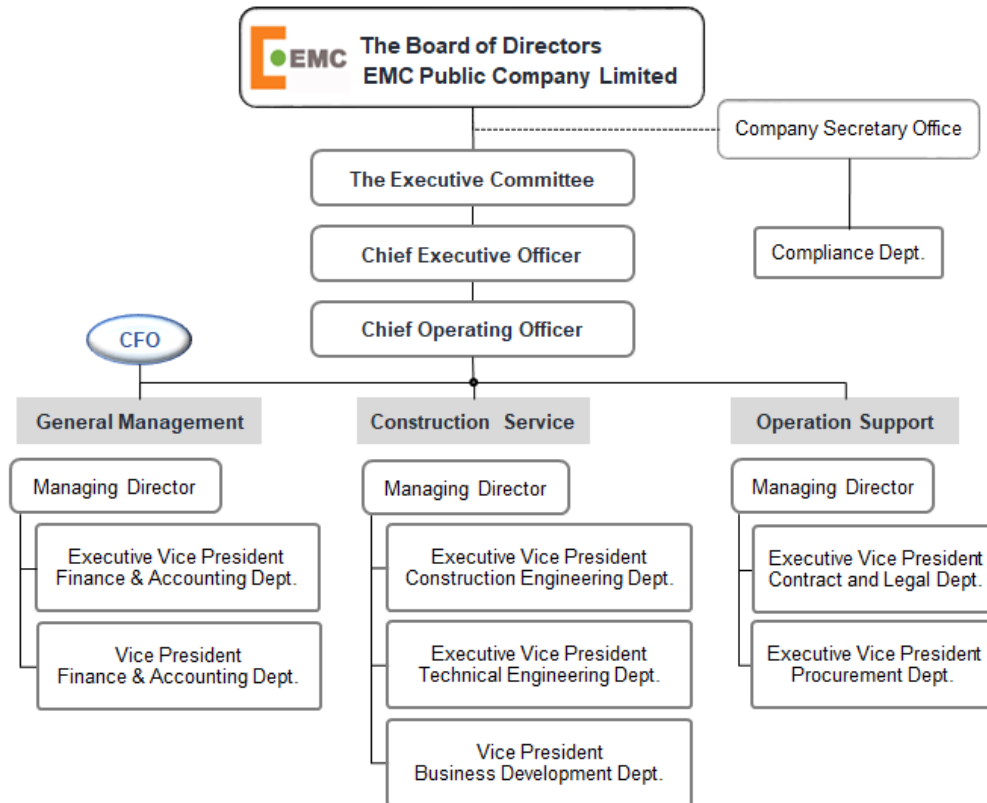 EMC
The Board of Directors
EMC Public Company Limited
Company Secretary Office
The Executive Committee
Chief Executive Officer
Compliance Dept.
Chief Operating Officer
CFO
General Management
Construction Service
Operation Support
Managing Director
Executive Vice President
Finance & Accounting Dept.
Vice President
Finance & Accounting Dept.
Managing Director
Executive Vice President
Construction Engineering Dept.
Executive Vice President
Technical Engineering Dept.
Vice President
Business Development Dept.
Managing Director
Executive Vice President
Contract and Legal Dept.
Executive Vice President
Procurement Dept.